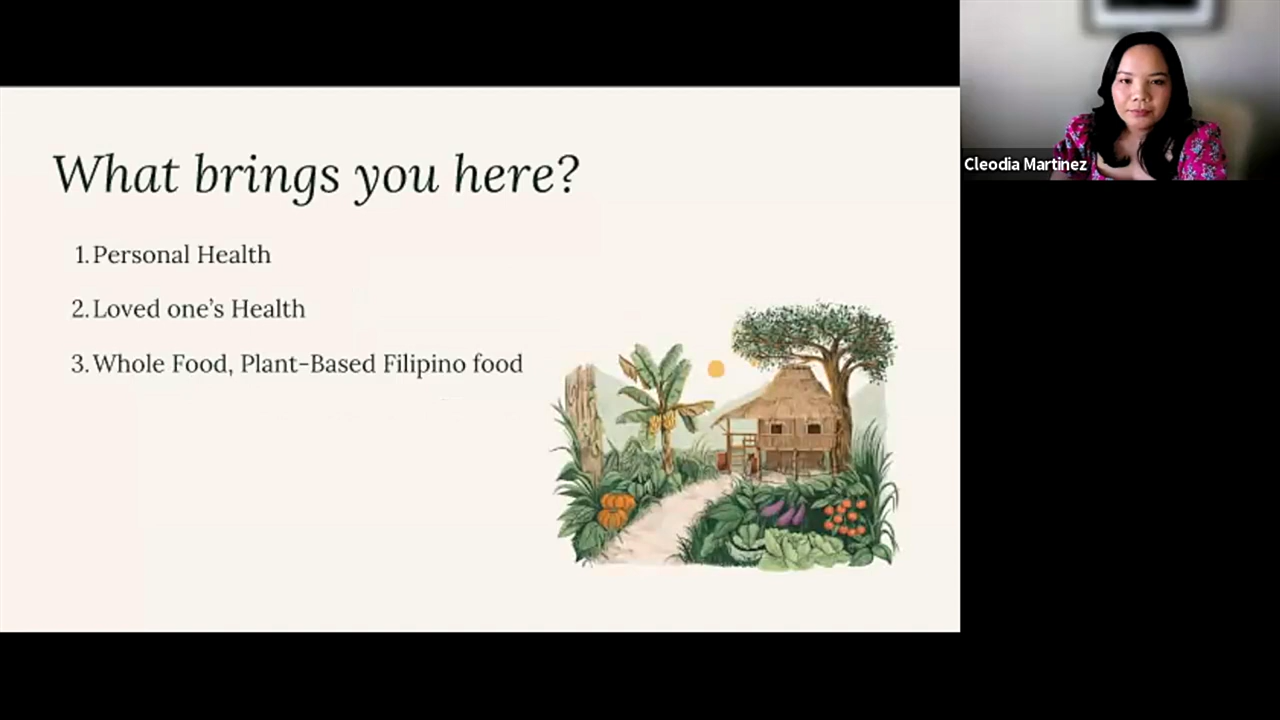 What brings you here?
1. Personal Health
2. Loved one's Health
3. Whole Food, Plant-Based Filipino food
Cleodia Martinez